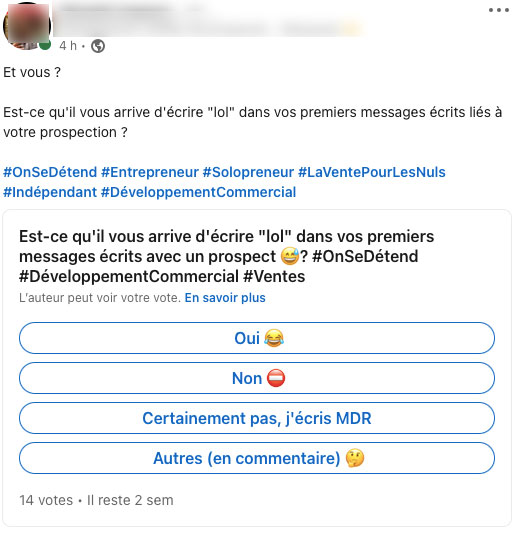 4 h •
Et vous ?
Est-ce qu'il vous arrive d'écrire "lol" dans vos premiers messages écrits liés à
votre prospection ?
#OnSeDétend #Entrepreneur #Solopreneur #LaVentePourLesNuls
#Indépendant #DéveloppementCommercial
Est-ce qu'il vous arrive d'écrire "lol" dans vos premiers
messages écrits avec un prospect 😅? #OnSeDétend
#DéveloppementCommercial #Ventes
L'auteur peut voir votre vote. En savoir plus
Oui 😂
Non ⛔
Certainement pas, j'écris MDR
Autres (en commentaire) 🤔
14 votes • Il reste 2 sem